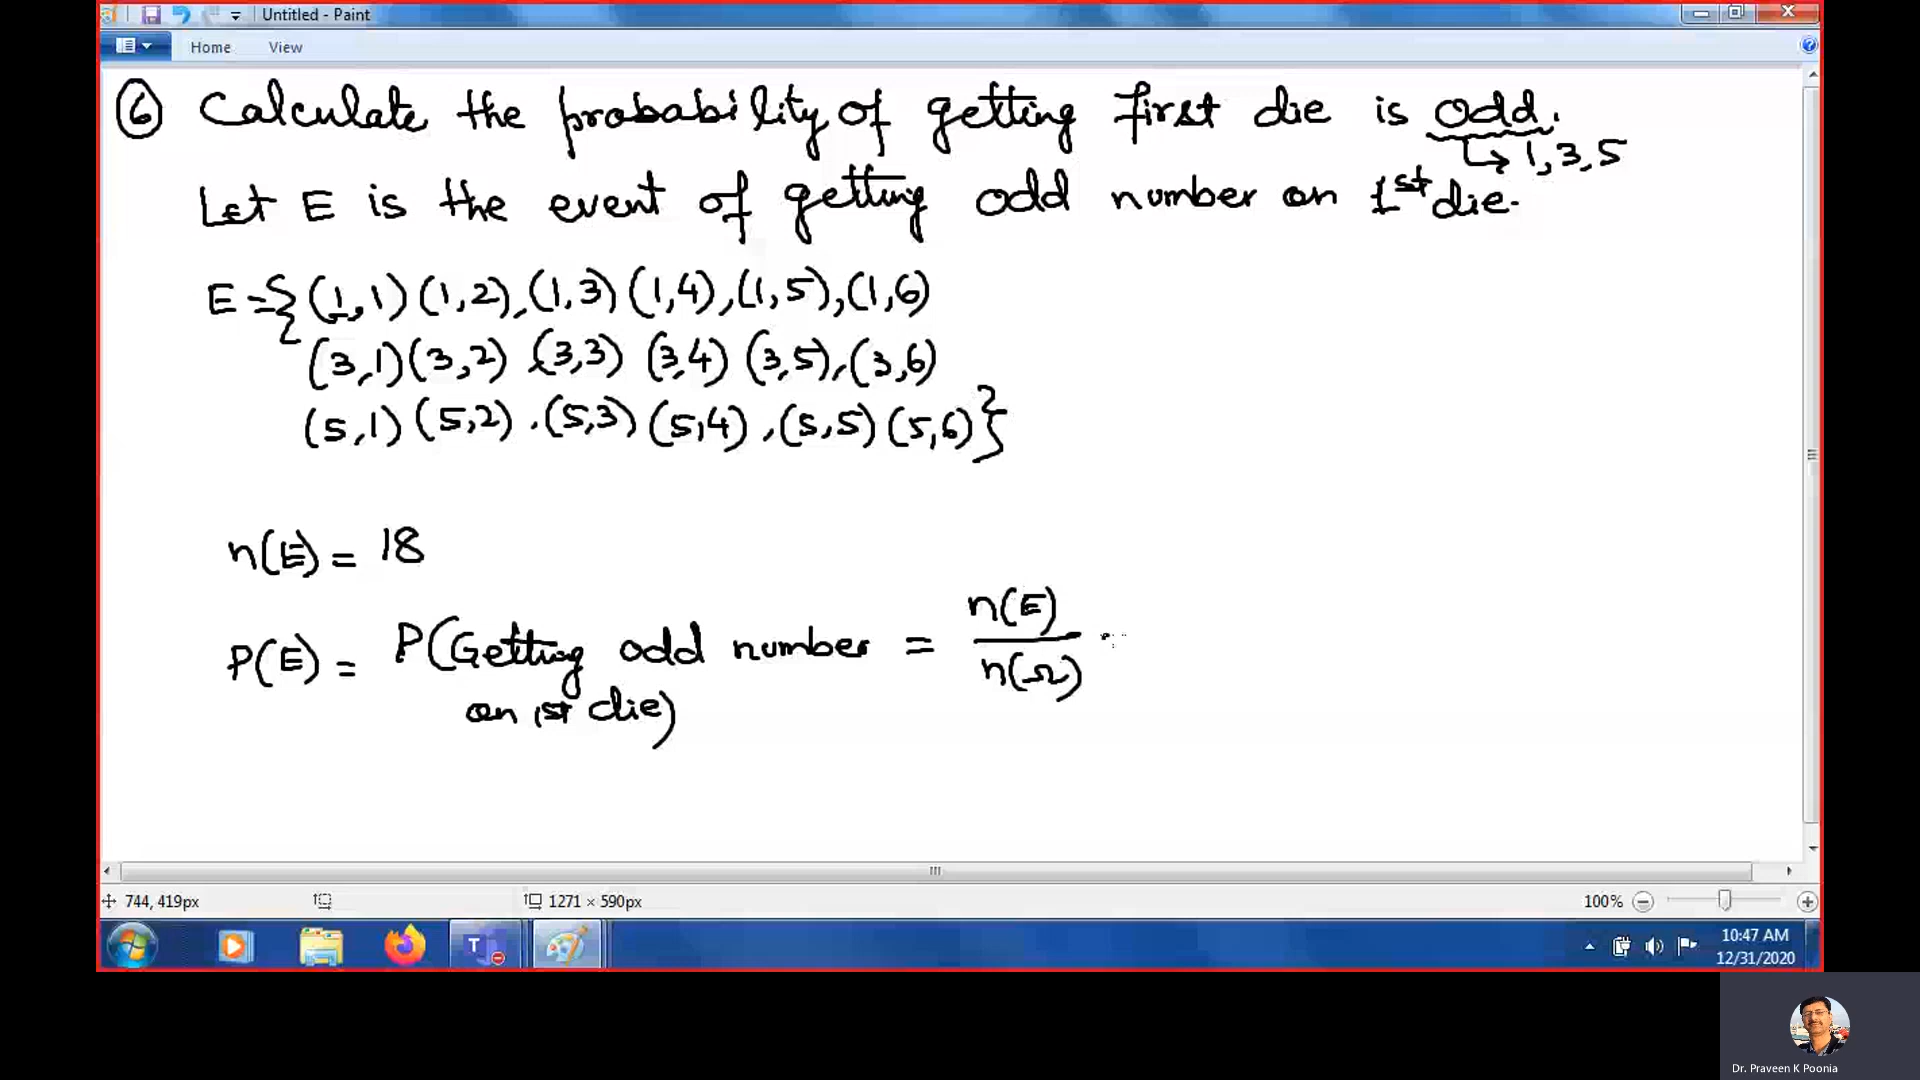 Untitled - Paint
Home View
6 Calculate the probability of getting first die is odd.
↳ 1, 3, 5
Let E is the event of getting odd number on 1st die.
E = {(1,1) (1,2), (1,3) (1,4), (1,5), (1,6)
(3,1) (3,2) (3,3) (3,4) (3,5), (3,6)
(5,1) (5,2) . (5,3) (5,4) , (5,5) (5,6)}
n(E) = 18
P(E) = P(Getting odd number = n(E)
n(Ω)
on 1st die)
744, 419px 1271 × 590px 100%
T
10:47 AM
12/31/2020
Dr. Praveen K Poonia